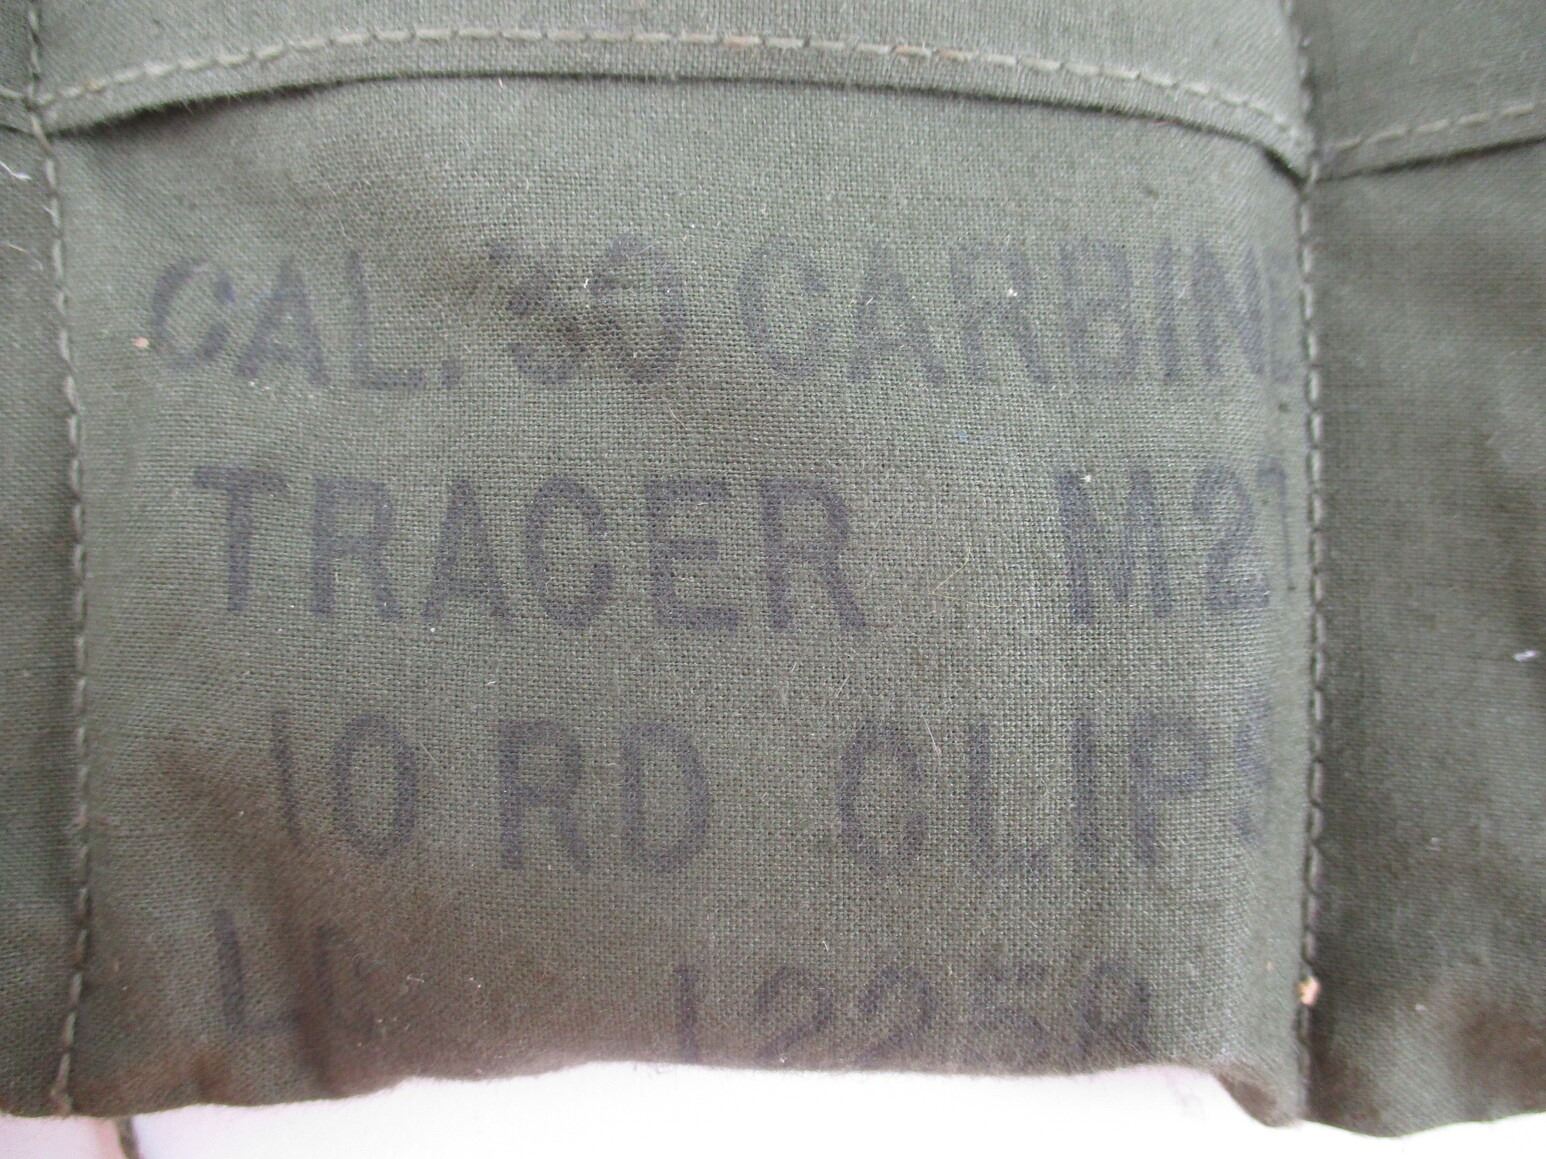 CAL. 30 CARBINE
TRACER M27
10 RD CLIPS